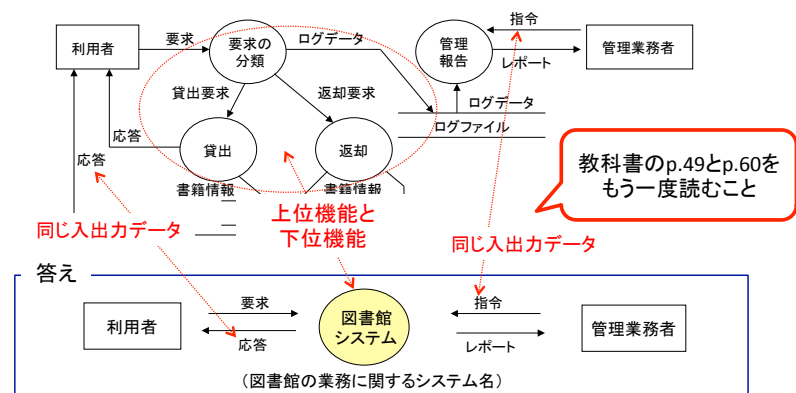 指令
利用者
要求
要求の
分類
ログデータ
管理
報告
管理業務者
レポート
貸出要求
返却要求
ログデータ
ログファイル
応答
貸出
返却
応答
書籍情報
書籍情報
教科書のp.49とp.60を
もう一度読むこと
同じ入出力データ
上位機能と
下位機能
同じ入出力データ
答え
利用者
要求
応答
図書館
システム
指令
レポート
管理業務者
(図書館の業務に関するシステム名)